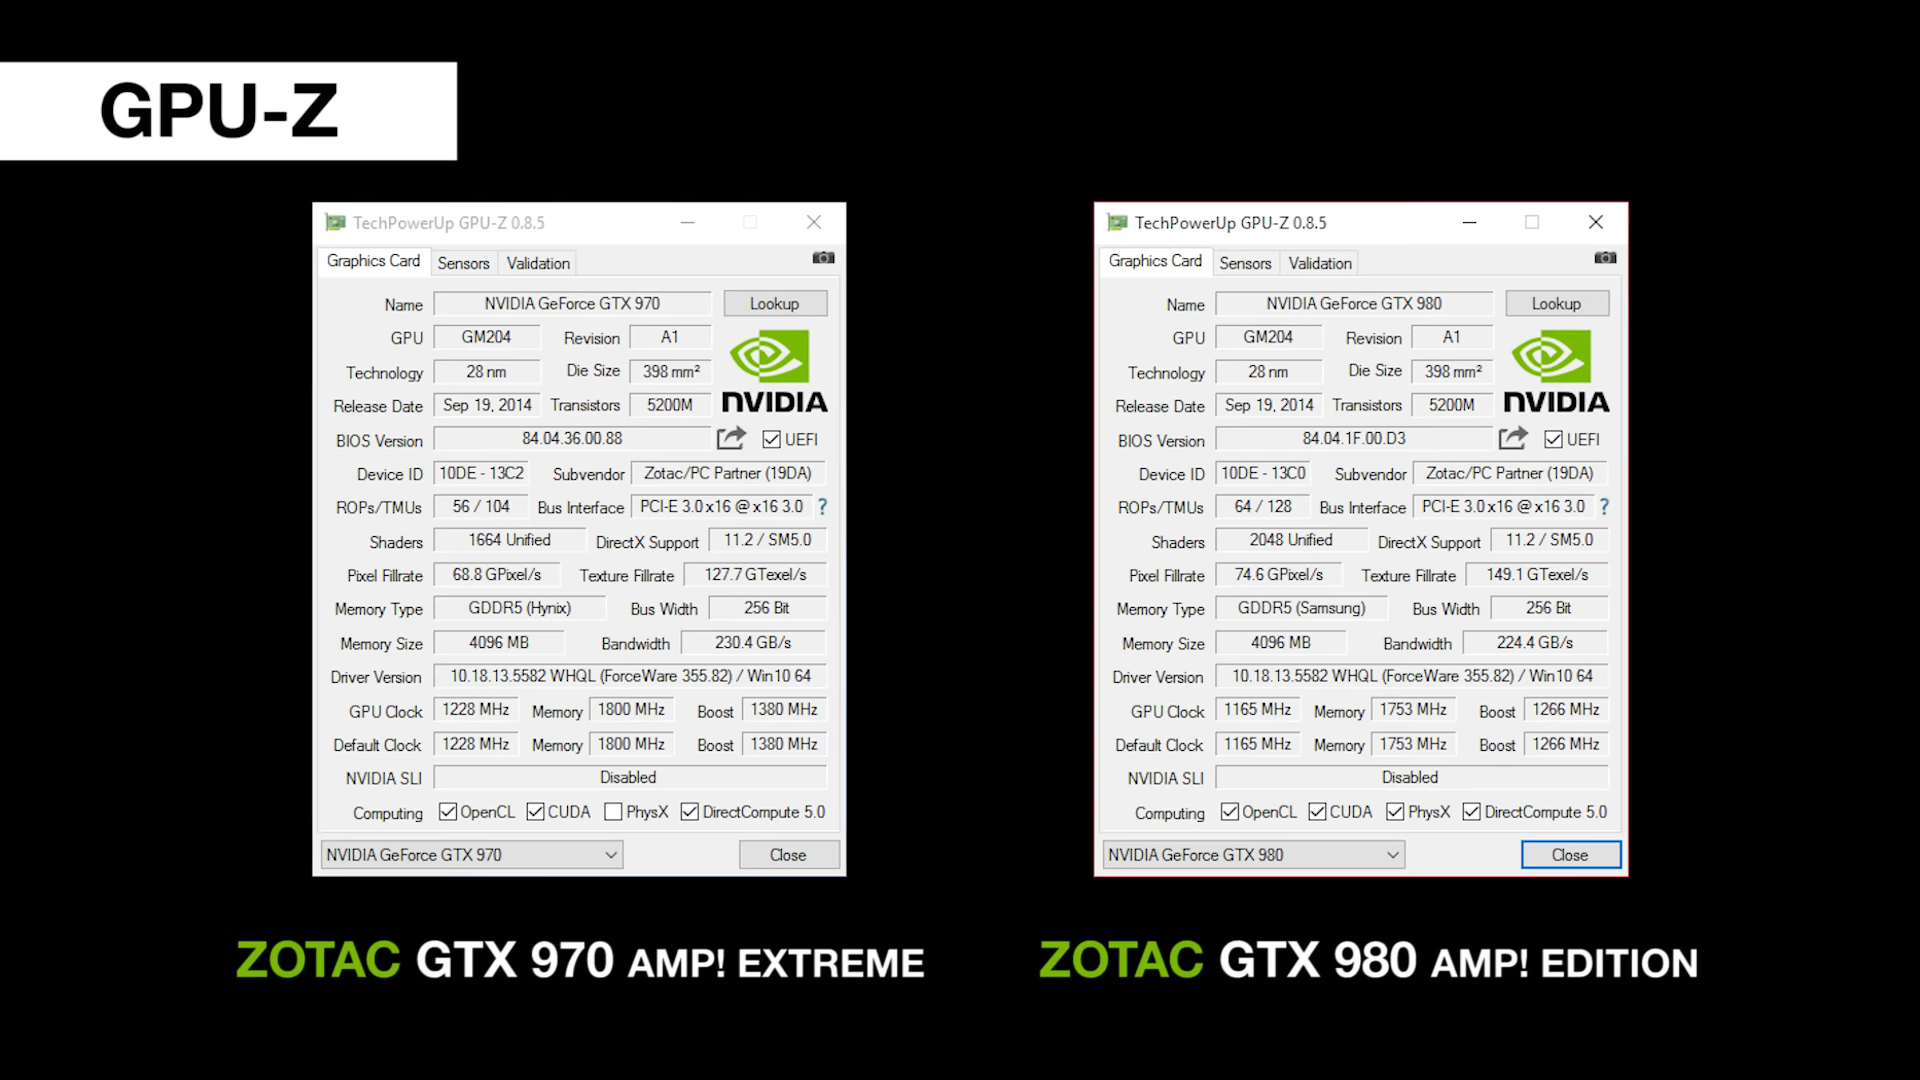 GPU-Z
TechPowerUp GPU-Z 0.8.5
Graphics Card Sensors Validation
Name NVIDIA GeForce GTX 970 Lookup
GPU GM204 Revision A1
Technology 28 nm Die Size 398 mm²
Release Date Sep 19, 2014 Transistors 5200M
NVIDIA
BIOS Version 84.04.36.00.88 UEFI
Device ID 10DE - 13C2 Subvendor Zotac/PC Partner (19DA)
ROPs/TMUs 56 / 104 Bus Interface PCI-E 3.0 x16 @ x16 3.0 ?
Shaders 1664 Unified DirectX Support 11.2 / SM5.0
Pixel Fillrate 68.8 GPixel/s Texture Fillrate 127.7 GTexel/s
Memory Type GDDR5 (Hynix) Bus Width 256 Bit
Memory Size 4096 MB Bandwidth 230.4 GB/s
Driver Version 10.18.13.5582 WHQL (ForceWare 355.82) / Win10 64
GPU Clock 1228 MHz Memory 1800 MHz Boost 1380 MHz
Default Clock 1228 MHz Memory 1800 MHz Boost 1380 MHz
NVIDIA SLI Disabled
Computing OpenCL CUDA PhysX DirectCompute 5.0
NVIDIA GeForce GTX 970 Close
ZOTAC GTX 970 AMP! EXTREME
TechPowerUp GPU-Z 0.8.5
Graphics Card Sensors Validation
Name NVIDIA GeForce GTX 980 Lookup
GPU GM204 Revision A1
Technology 28 nm Die Size 398 mm²
Release Date Sep 19, 2014 Transistors 5200M
NVIDIA
BIOS Version 84.04.1F.00.D3 UEFI
Device ID 10DE - 13C0 Subvendor Zotac/PC Partner (19DA)
ROPs/TMUs 64 / 128 Bus Interface PCI-E 3.0 x16 @ x16 3.0 ?
Shaders 2048 Unified DirectX Support 11.2 / SM5.0
Pixel Fillrate 74.6 GPixel/s Texture Fillrate 149.1 GTexel/s
Memory Type GDDR5 (Samsung) Bus Width 256 Bit
Memory Size 4096 MB Bandwidth 224.4 GB/s
Driver Version 10.18.13.5582 WHQL (ForceWare 355.82) / Win10 64
GPU Clock 1165 MHz Memory 1753 MHz Boost 1266 MHz
Default Clock 1165 MHz Memory 1753 MHz Boost 1266 MHz
NVIDIA SLI Disabled
Computing OpenCL CUDA PhysX DirectCompute 5.0
NVIDIA GeForce GTX 980 Close
ZOTAC GTX 980 AMP! EDITION